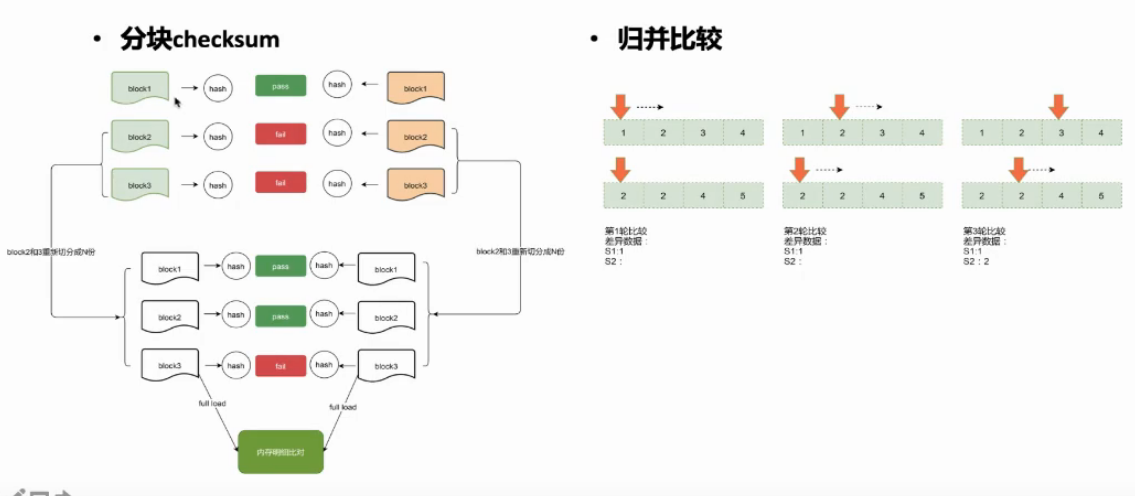 • 分块checksum
block1
hash
pass
hash
block1
block2
hash
fail
hash
block2
block3
hash
fail
hash
block3
block2和3重新切分成N份
block2和3重新切分成N份
block1
hash
pass
hash
block1
block2
hash
pass
hash
block2
block3
hash
fail
hash
block3
full load
full load
内存明细比对
• 归并比较
1 2 3 4
2 2 4 5
第1轮比较
差异数据：
S1:1
S2：
1 2 3 4
2 2 4 5
第2轮比较
差异数据：
S1:1
S2：
1 2 3 4
2 2 4 5
第3轮比较
差异数据：
S1:1
S2：2